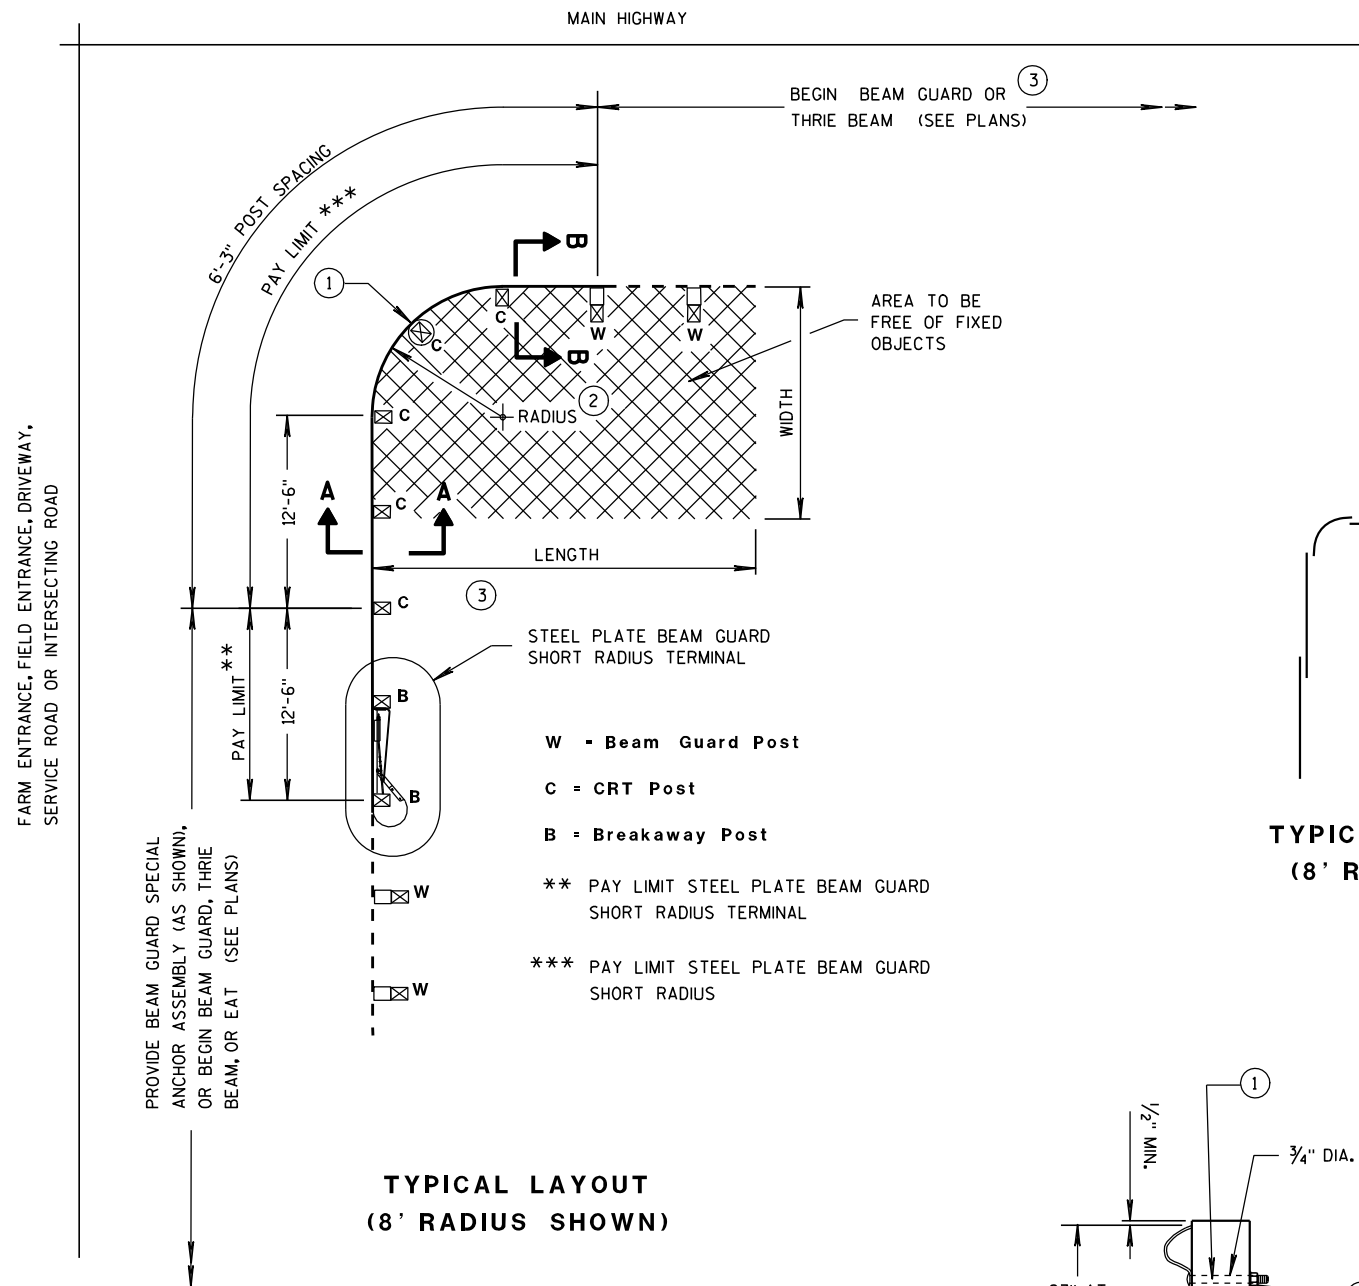 MAIN HIGHWAY
3
BEGIN BEAM GUARD OR
THRIE BEAM (SEE PLANS)
6'-3" POST SPACING
PAY LIMIT ***
B
1
C
W
W
B
C
AREA TO BE
FREE OF FIXED
OBJECTS
2
RADIUS
WIDTH
C
FARM ENTRANCE, FIELD ENTRANCE, DRIVEWAY,
SERVICE ROAD OR INTERSECTING ROAD
12'-6"
A
A
C
LENGTH
3
C
STEEL PLATE BEAM GUARD
SHORT RADIUS TERMINAL
PAY LIMIT **
12'-6"
B
B
W - Beam Guard Post
C = CRT Post
B - Breakaway Post
** PAY LIMIT STEEL PLATE BEAM GUARD
SHORT RADIUS TERMINAL
*** PAY LIMIT STEEL PLATE BEAM GUARD
SHORT RADIUS
W
W
PROVIDE BEAM GUARD SPECIAL
ANCHOR ASSEMBLY (AS SHOWN),
OR BEGIN BEAM GUARD, THRIE
BEAM, OR EAT (SEE PLANS)
TYPICAL LAYOUT
(8' RADIUS SHOWN)
TYPIC
(8' R
1
1/2" MIN.
3/4" DIA.